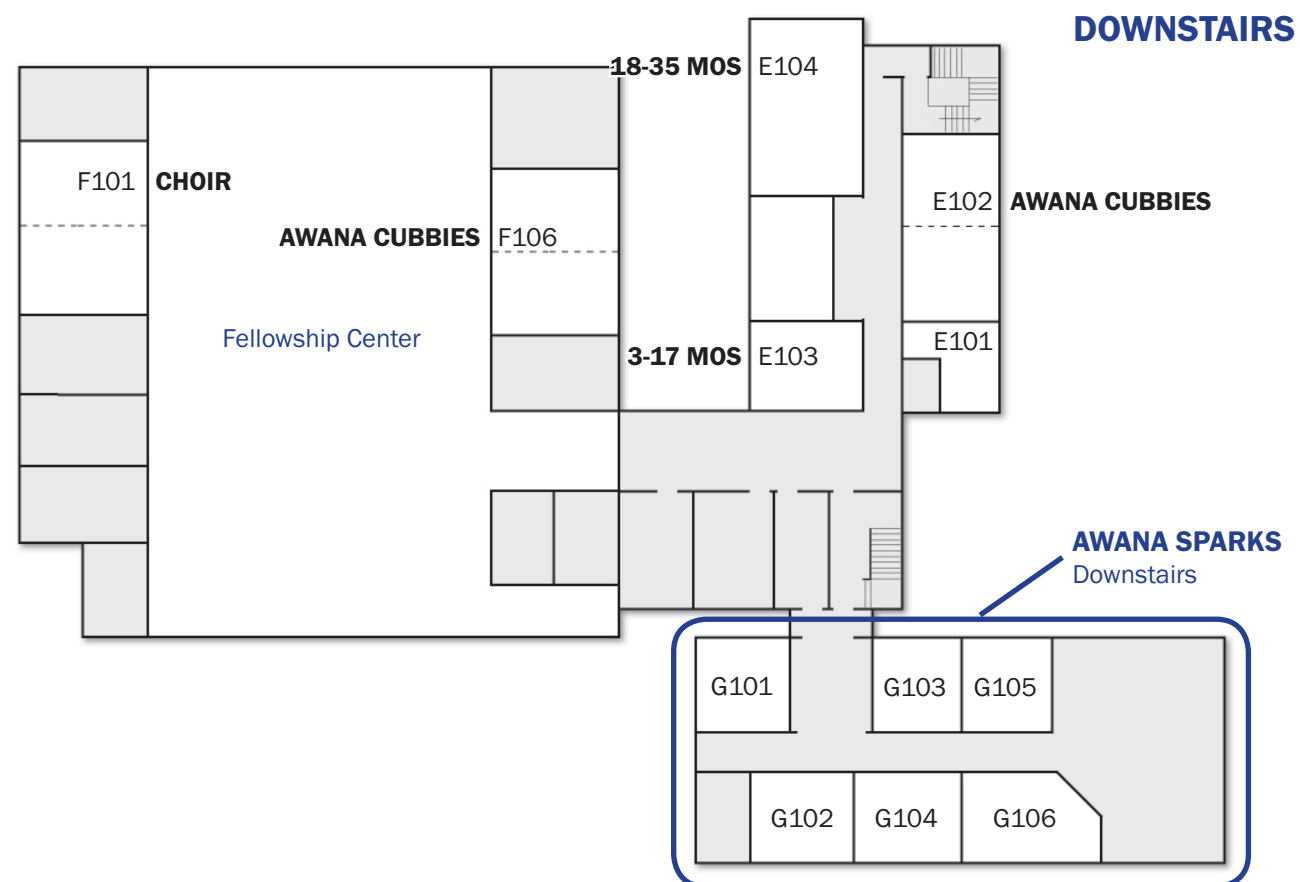 DOWNSTAIRS
18-35 MOS E104
F101 CHOIR
E102 AWANA CUBBIES
AWANA CUBBIES F106
Fellowship Center
E101
3-17 MOS E103
AWANA SPARKS
Downstairs
G101
G103
G105
G102
G104
G106